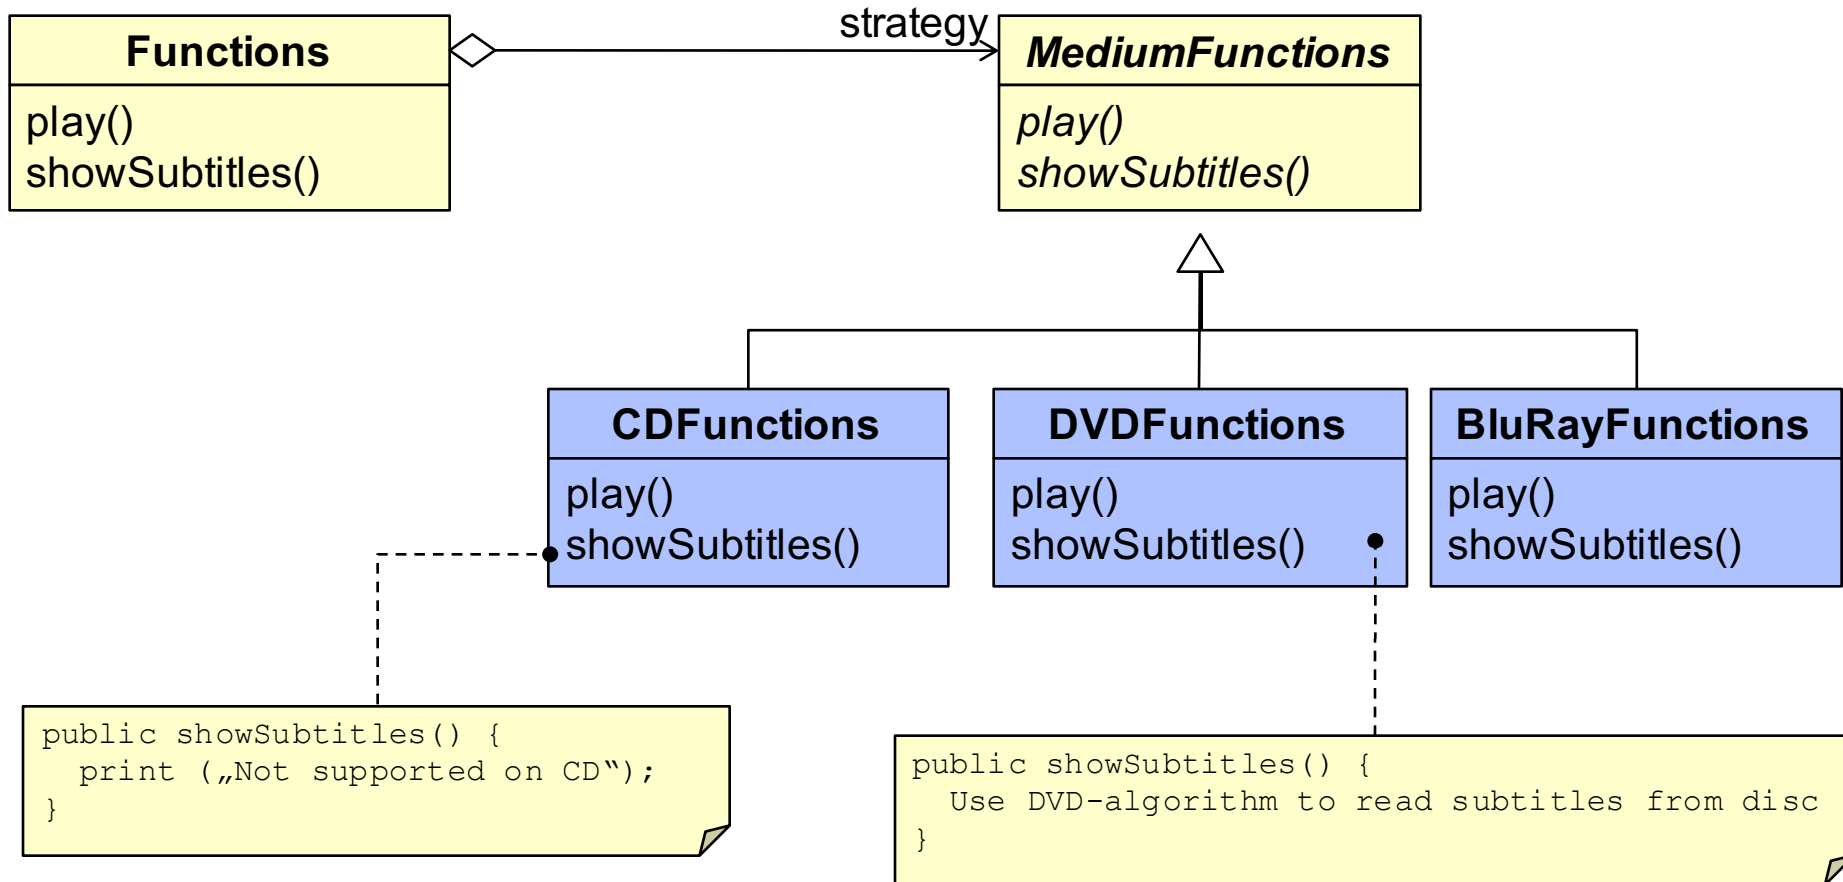 Functions
play()
showSubtitles()
strategy
MediumFunctions
play()
showSubtitles()
CDFunctions
play()
showSubtitles()
DVDFunctions
play()
showSubtitles()
BluRayFunctions
play()
showSubtitles()
public showSubtitles() {
  print („Not supported on CD“);
}
public showSubtitles() {
  Use DVD-algorithm to read subtitles from disc
}